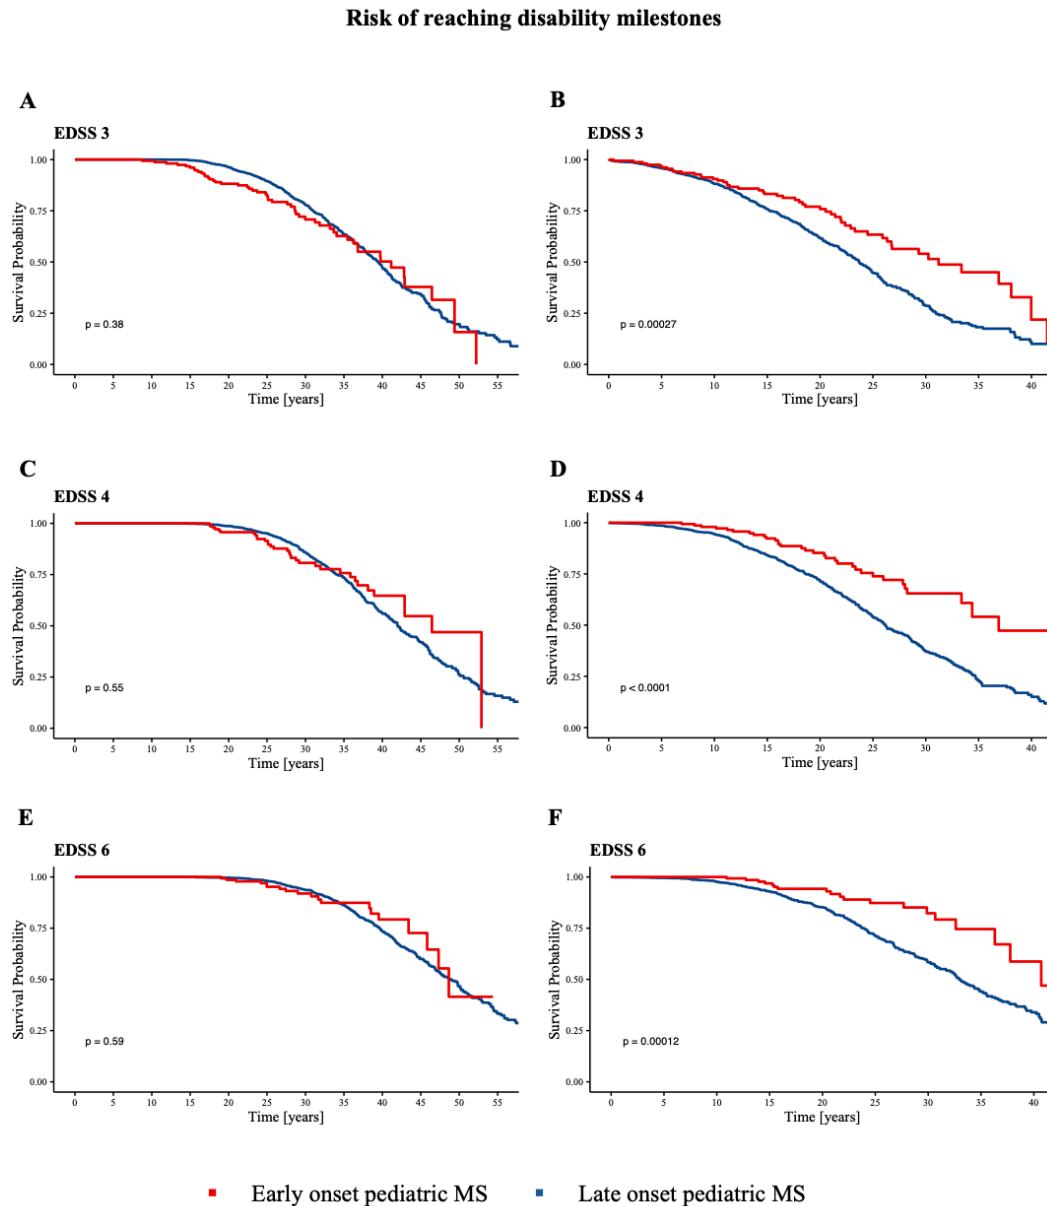 Risk of reaching disability milestones
A
EDSS 3
1.00
0.75
0.50
0.25
0.00
Survival Probability
p = 0.38
0 5 10 15 20 25 30 35 40 45 50 55
Time [years]
B
EDSS 3
1.00
0.75
0.50
0.25
0.00
Survival Probability
p = 0.00027
0 5 10 15 20 25 30 35 40
Time [years]
C
EDSS 4
1.00
0.75
0.50
0.25
0.00
Survival Probability
p = 0.55
0 5 10 15 20 25 30 35 40 45 50 55
Time [years]
D
EDSS 4
1.00
0.75
0.50
0.25
0.00
Survival Probability
p < 0.0001
0 5 10 15 20 25 30 35 40
Time [years]
E
EDSS 6
1.00
0.75
0.50
0.25
0.00
Survival Probability
p = 0.59
0 5 10 15 20 25 30 35 40 45 50 55
Time [years]
F
EDSS 6
1.00
0.75
0.50
0.25
0.00
Survival Probability
p = 0.00012
0 5 10 15 20 25 30 35 40
Time [years]
Early onset pediatric MS
Late onset pediatric MS